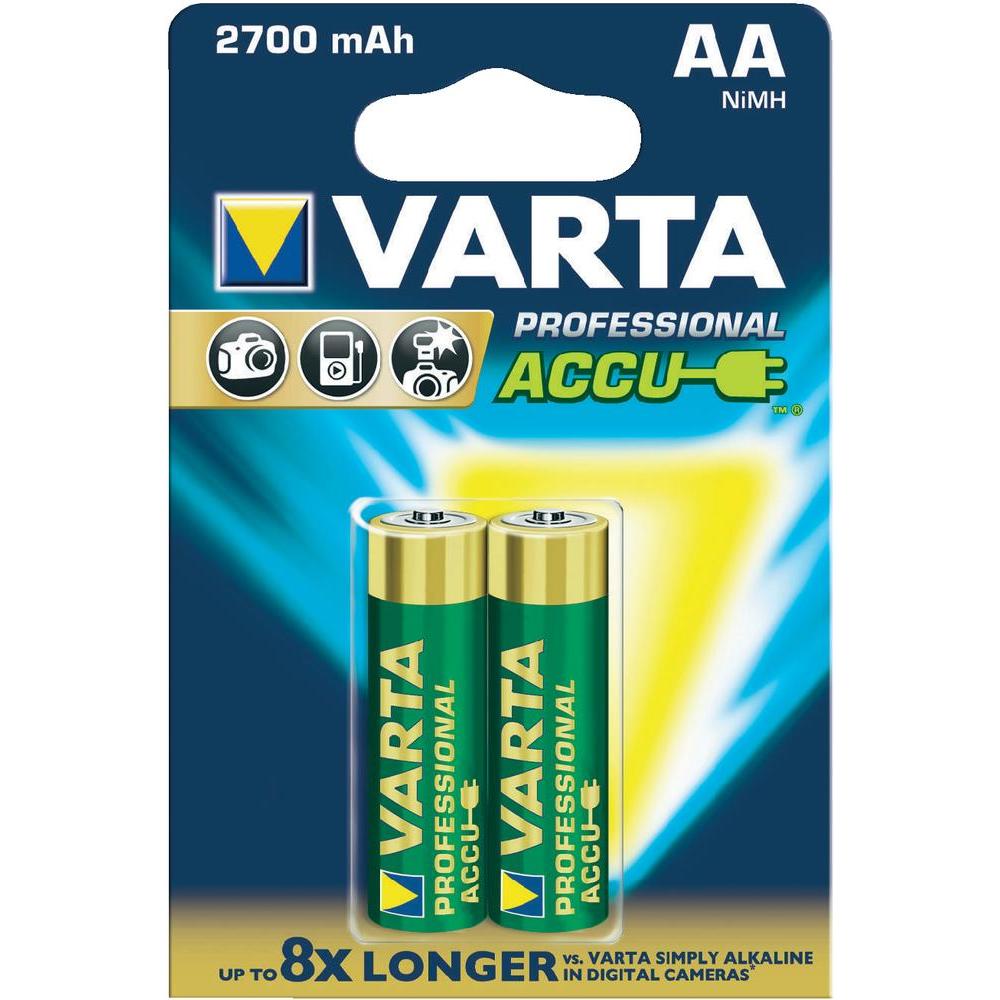 2700 mAh
AA
NiMH
VARTA
PROFESSIONAL
ACCU
™ ®
VARTA
PROFESSIONAL
ACCU
VARTA
PROFESSIONAL
ACCU
UP TO 8X LONGER vs. VARTA SIMPLY ALKALINE
IN DIGITAL CAMERAS*